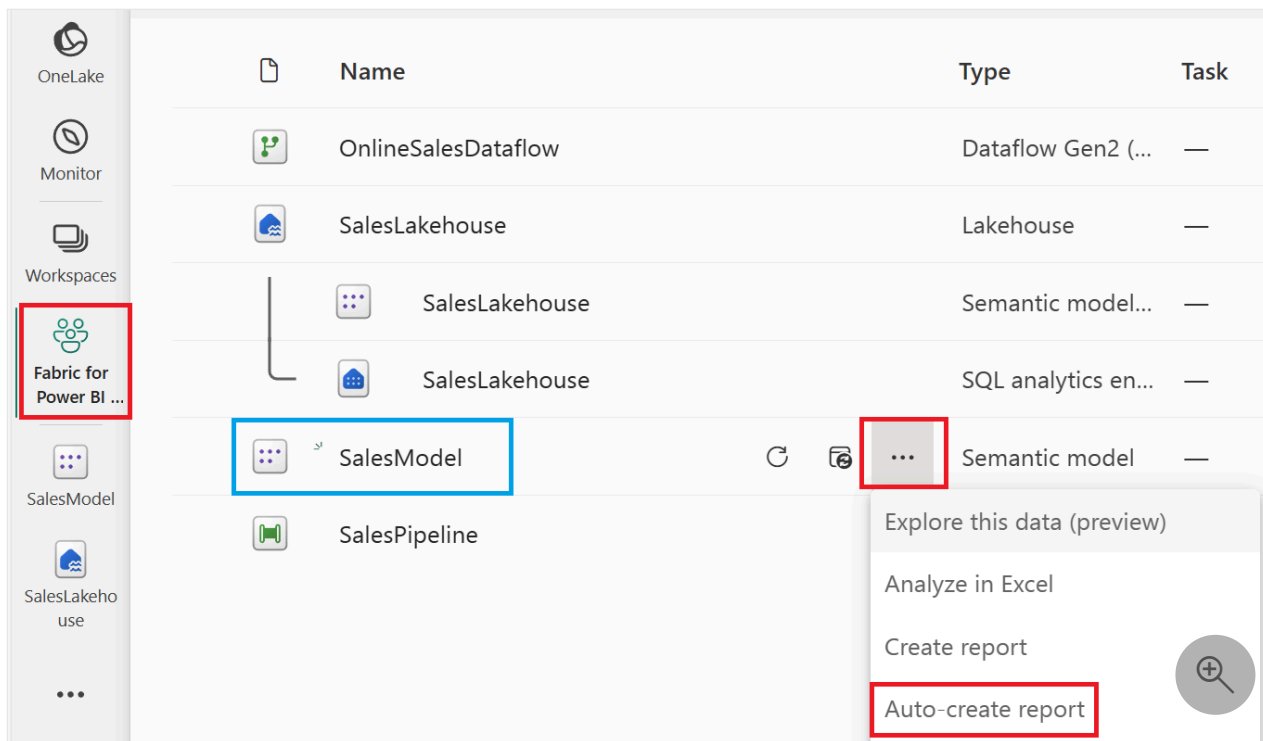 OneLake
Monitor
Workspaces
Fabric for
Power BI ...
SalesModel
SalesLakeho
use
...
Name Type Task
OnlineSalesDataflow Dataflow Gen2 (... —
SalesLakehouse Lakehouse —
SalesLakehouse Semantic model... —
SalesLakehouse SQL analytics en... —
SalesModel ... Semantic model —
SalesPipeline
Explore this data (preview)
Analyze in Excel
Create report
Auto-create report